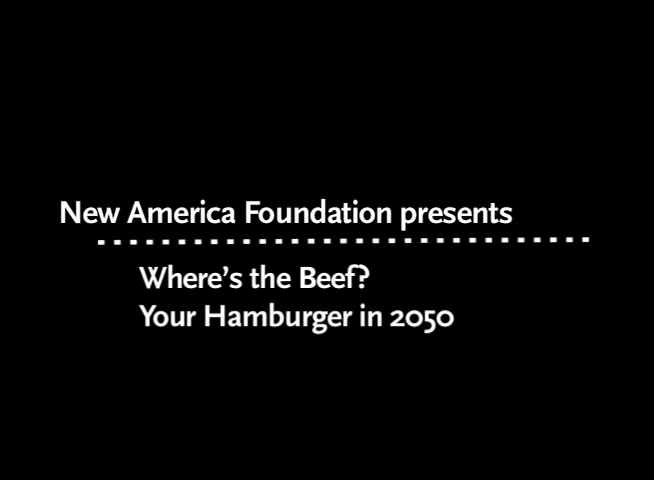 New America Foundation presents
Where's the Beef?
Your Hamburger in 2050